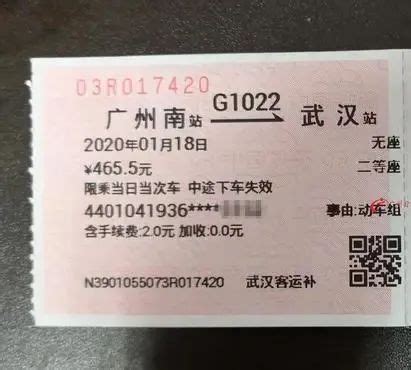 03R017420
广州南站 G1022 武汉站
2020年01月18日 无座
¥465.5元 二等座
限乘当日当次车 中途下车失效
4401041936**** 事由:动车组
含手续费:2.0元 加收:0.0元
N3901055073R017420 武汉客运补